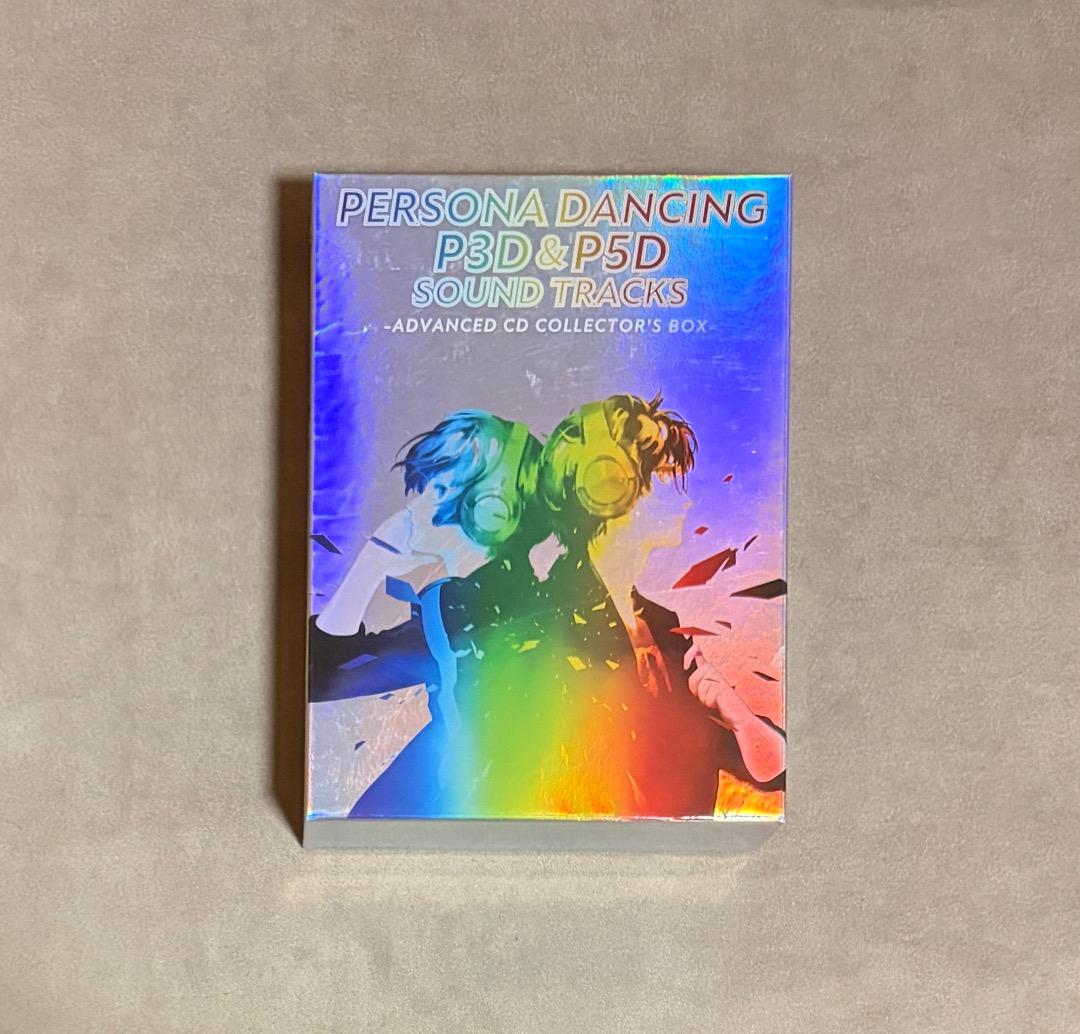 PERSONA DANCING
P3D & P5D
SOUND TRACKS
-ADVANCED CD COLLECTOR'S BOX-